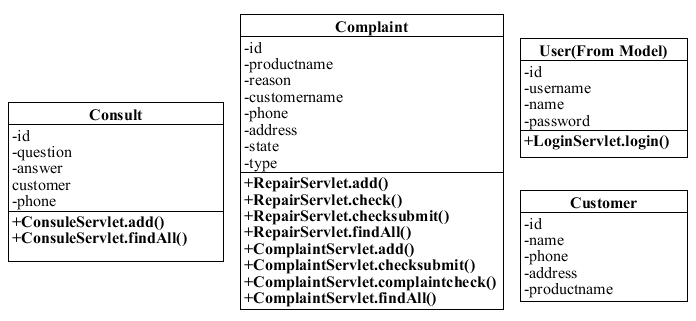 Consult
-id
-question
-answer
customer
-phone
+ConsuleServlet.add()
+ConsuleServlet.findAll()
Complaint
-id
-productname
-reason
-customername
-phone
-address
-state
-type
+RepairServlet.add()
+RepairServlet.check()
+RepairServlet.checksubmit()
+RepairServlet.findAll()
+ComplaintServlet.add()
+ComplaintServlet.checksubmit()
+ComplaintServlet.complaintcheck()
+ComplaintServlet.findAll()
User(From Model)
-id
-username
-name
-password
+LoginServlet.login()
Customer
-id
-name
-phone
-address
-productname